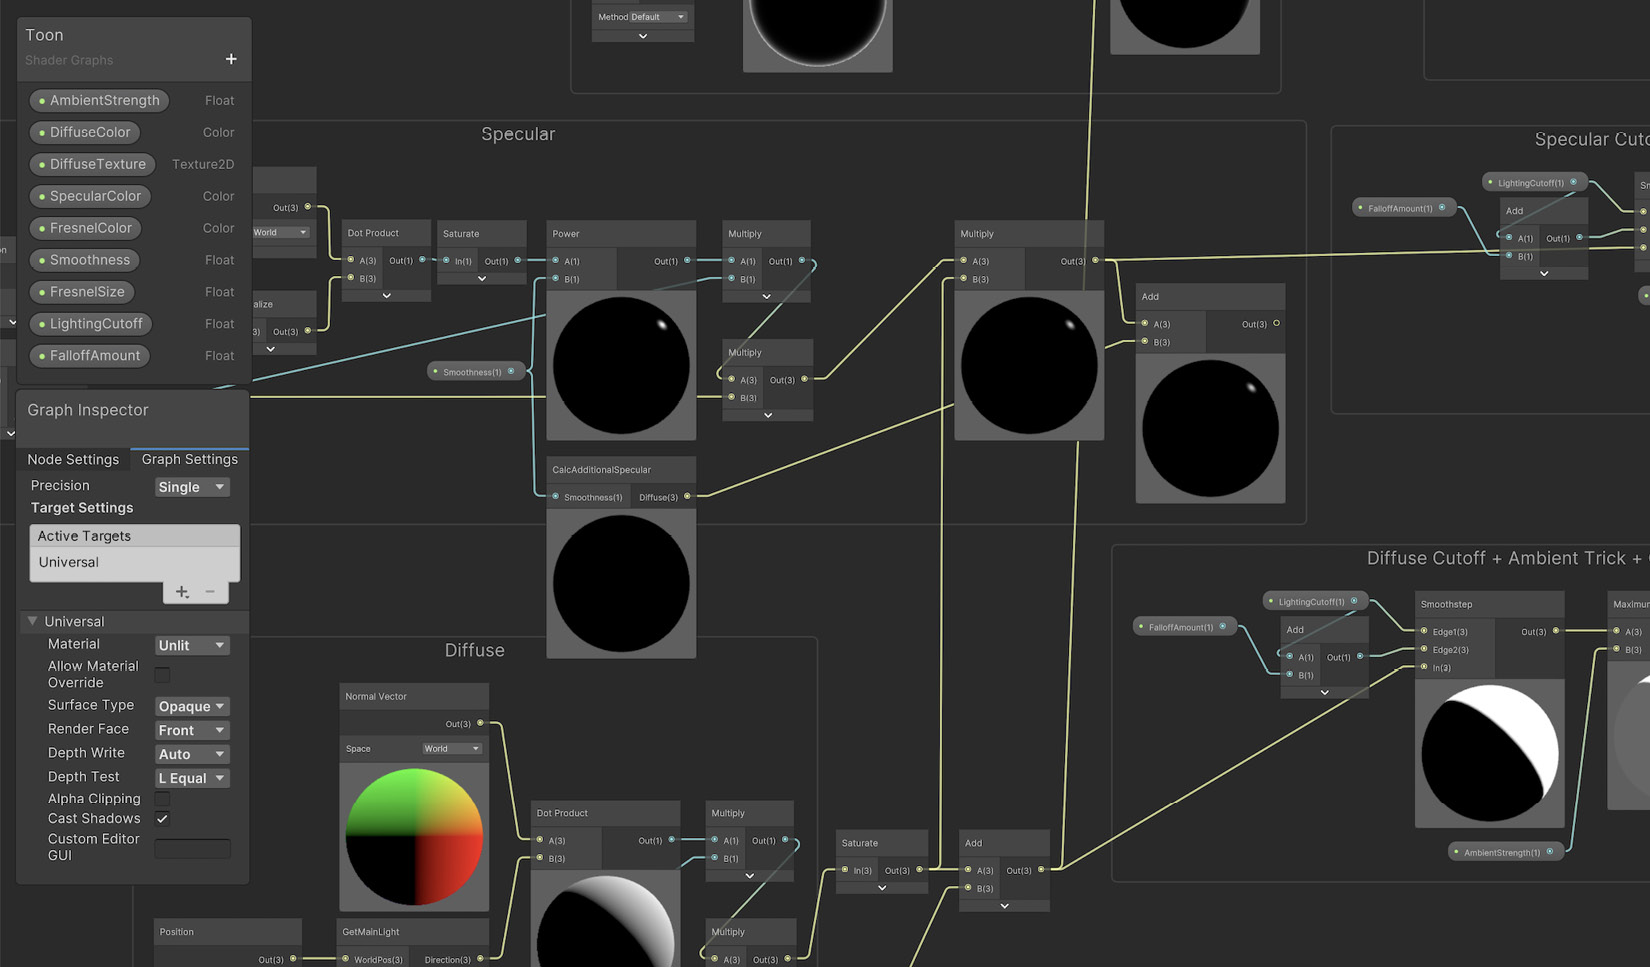 Toon
Shader Graphs
+
AmbientStrength Float
DiffuseColor Color
DiffuseTexture Texture2D
SpecularColor Color
FresnelColor Color
Smoothness Float
FresnelSize Float
LightingCutoff Float
FalloffAmount Float
Graph Inspector
Node Settings Graph Settings
Precision Single
Target Settings
Active Targets
Universal
Universal
Material Unlit
Allow Material
Override
Surface Type Opaque
Render Face Front
Depth Write Auto
Depth Test L Equal
Alpha Clipping
Cast Shadows
Custom Editor
GUI
Method Default
Specular
Out(3)
World
alize
3) Out(3)
Dot Product
A(3) Out(1)
B(3)
Saturate
In(1) Out(1)
Smoothness(1)
Power
A(1) Out(1)
B(1)
Multiply
A(1) Out(1)
B(1)
Multiply
A(3) Out(3)
B(3)
CalcAdditionalSpecular
Smoothness(1) Diffuse(3)
Multiply
A(3) Out(3)
B(3)
Add
A(3) Out(3)
B(3)
Specular Cuto
LightingCutoff(1)
FalloffAmount(1)
Add
A(1) Out(1)
B(1)
Sm
Diffuse
Normal Vector
Out(3)
Space World
Position
Out(3)
GetMainLight
WorldPos(3) Direction(3)
Dot Product
A(3) Out(1)
B(3)
Multiply
A(1) Out(1)
B(1)
Multiply
A(3) Out(3)
Saturate
In(3) Out(3)
Add
A(3) Out(3)
B(3)
Diffuse Cutoff + Ambient Trick +
LightingCutoff(1)
FalloffAmount(1)
Add
A(1) Out(1)
B(1)
Smoothstep
Edge1(3) Out(3)
Edge2(3)
In(3)
Maximum
A(3)
B(3)
AmbientStrength(1)